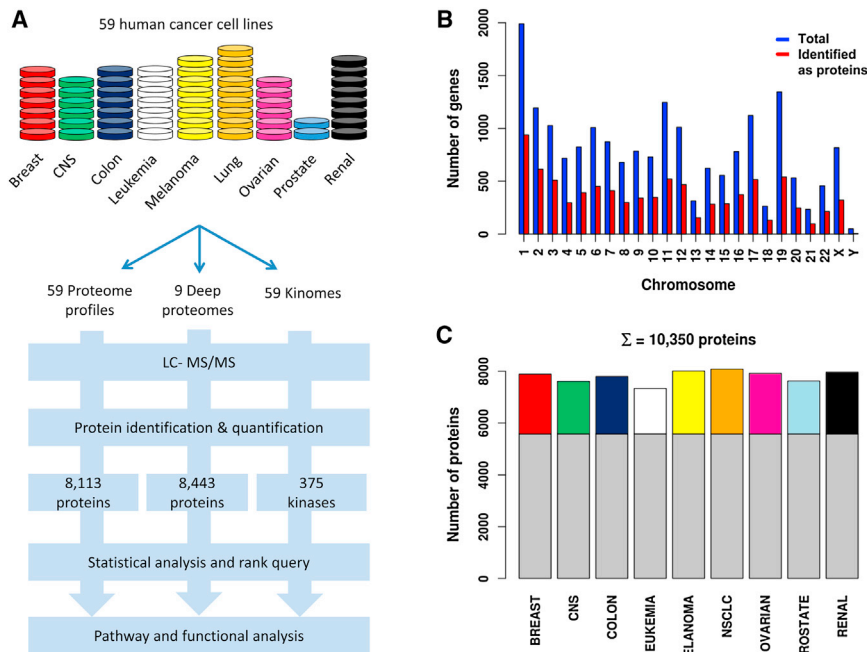 A
59 human cancer cell lines
Breast
CNS
Colon
Leukemia
Melanoma
Lung
Ovarian
Prostate
Renal
59 Proteome
profiles
9 Deep
proteomes
59 Kinomes
LC- MS/MS
Protein identification & quantification
8,113
proteins
8,443
proteins
375
kinases
Statistical analysis and rank query
Pathway and functional analysis
B
Number of genes
2000
1500
1000
500
0
Total
Identified
as proteins
1
2
3
4
5
6
7
8
9
10
11
12
13
14
15
16
17
18
19
20
21
22
X
Y
Chromosome
C
Σ = 10,350 proteins
Number of proteins
8000
6000
4000
2000
0
BREAST
CNS
COLON
EUKEMIA
ELANOMA
NSCLC
OVARIAN
ROSTATE
RENAL